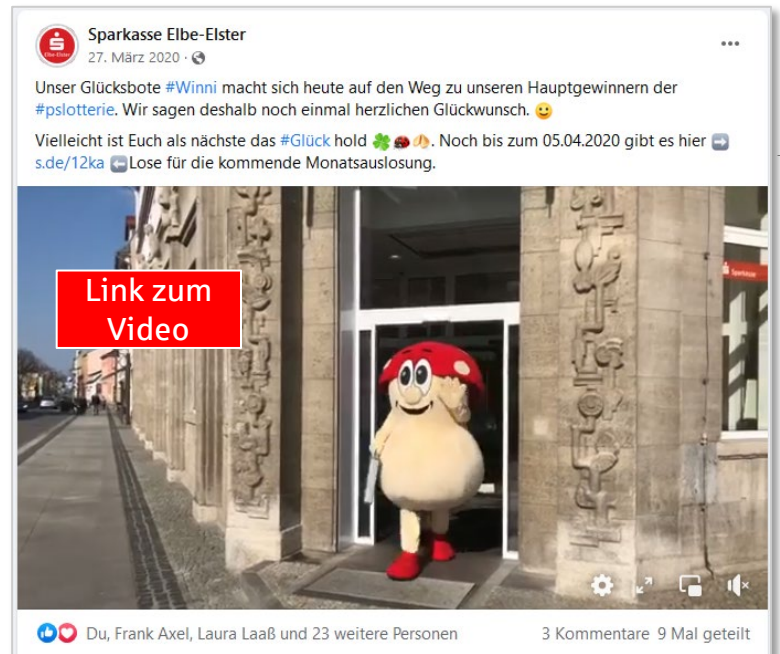 Sparkasse Elbe-Elster
27. März 2020 ·
Unser Glücksbote #Winni macht sich heute auf den Weg zu unseren Hauptgewinnern der
#pslotterie. Wir sagen deshalb noch einmal herzlichen Glückwunsch. 😀
Vielleicht ist Euch als nächste das #Glück hold 🍀🐞🥠. Noch bis zum 05.04.2020 gibt es hier ➡️
s.de/12ka ⬅️Lose für die kommende Monatsauslosung.
Link zum
Video
Sparkasse
Du, Frank Axel, Laura Laaß und 23 weitere Personen
3 Kommentare 9 Mal geteilt